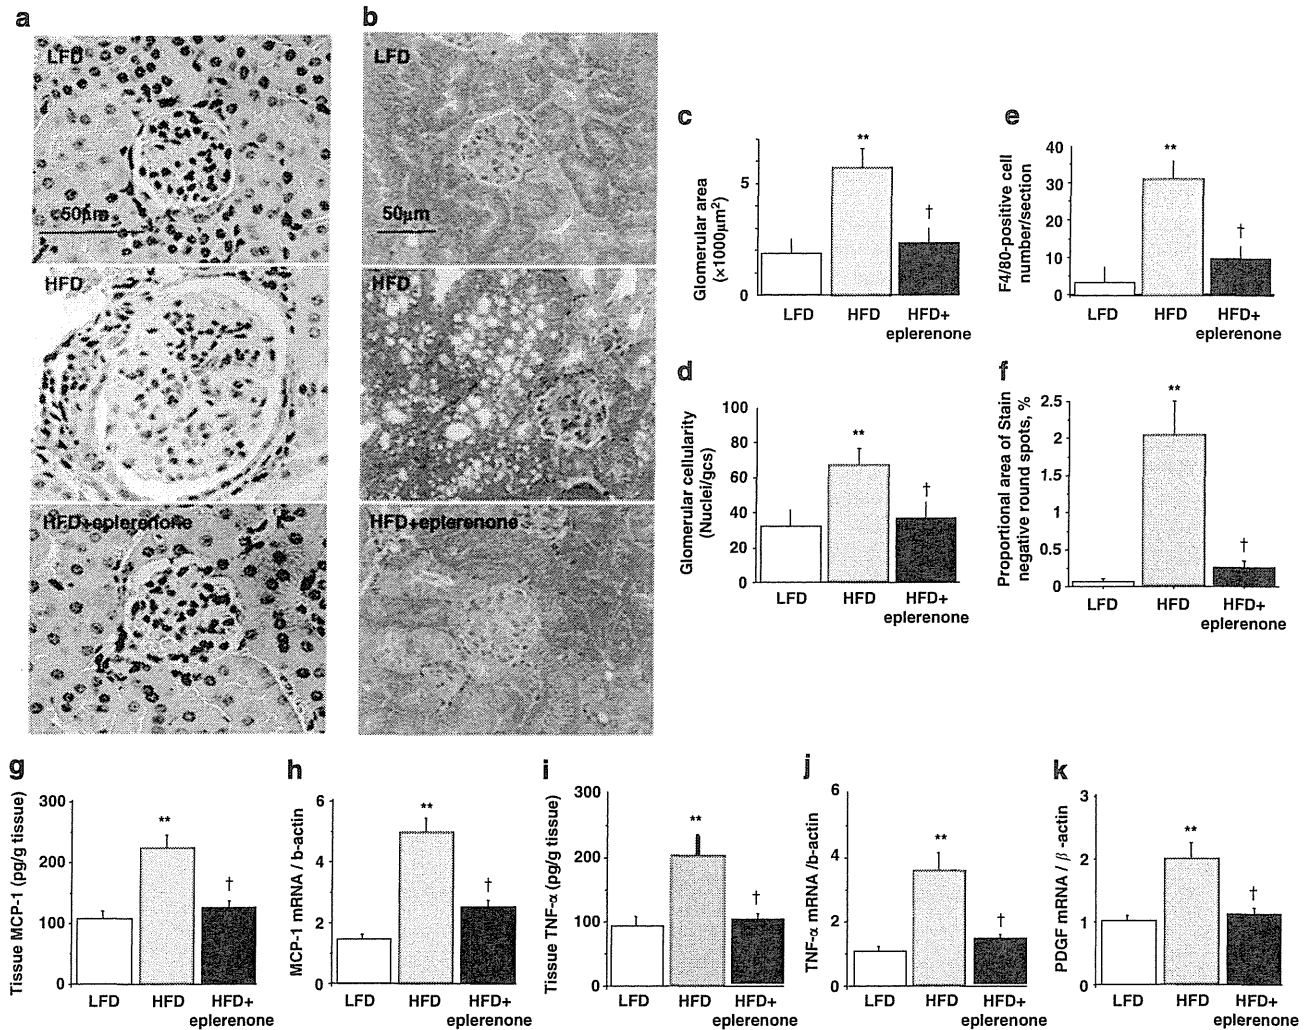 a
LFD
50μm
HFD
HFD+eplerenone
b
LFD
50μm
HFD
HFD+eplerenone
c
Glomerular area
(×1000μm²)
5
0
**
†
LFD
HFD
HFD+
eplerenone
e
F4/80-positive cell
number/section
40
30
20
10
0
**
†
LFD
HFD
HFD+
eplerenone
d
Glomerular cellularity
(Nuclei/gcs)
100
80
60
40
20
0
**
†
LFD
HFD
HFD+
eplerenone
f
Proportional area of Stain
negative round spots, %
2.5
2
1.5
1
0.5
0
**
†
LFD
HFD
HFD+
eplerenone
g
Tissue MCP-1 (pg/g tissue)
300
200
100
0
**
†
LFD
HFD
HFD+
eplerenone
h
MCP-1 mRNA / b-actin
6
4
2
0
**
†
LFD
HFD
HFD+
eplerenone
i
Tissue TNF-α (pg/g tissue)
300
200
100
0
**
†
LFD
HFD
HFD+
eplerenone
j
TNF-α mRNA /b-actin
6
4
2
0
**
†
LFD
HFD
HFD+
eplerenone
k
PDGF mRNA / β -actin
3
2
1
0
**
†
LFD
HFD
HFD+
eplerenone